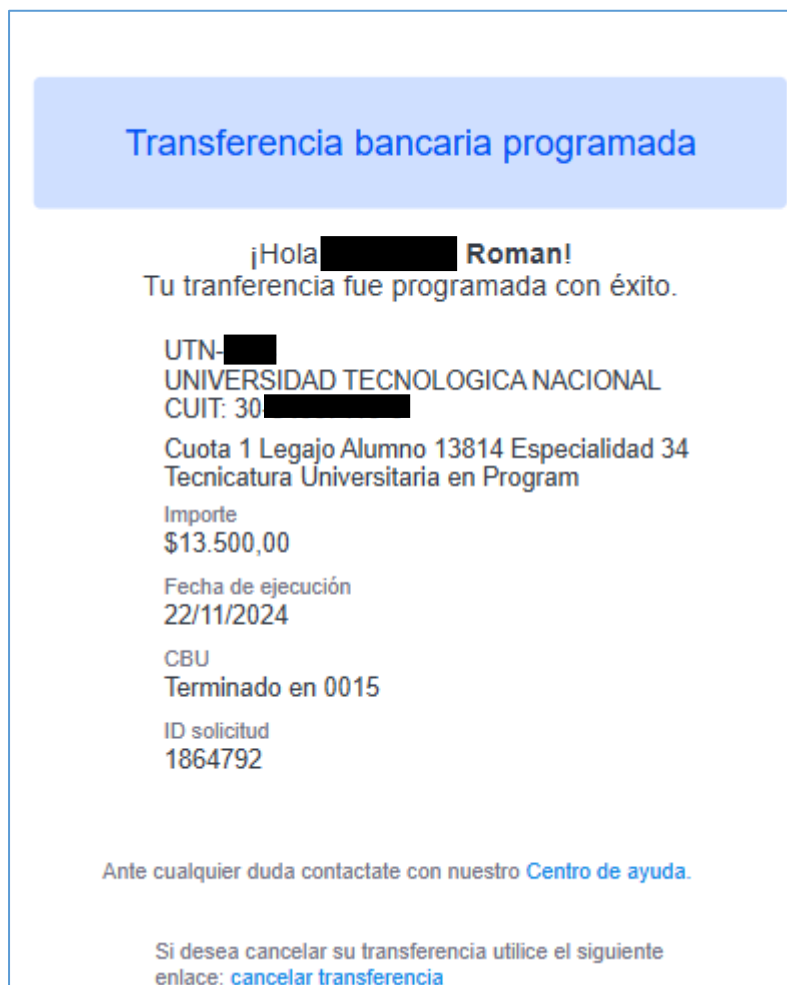 Transferencia bancaria programada
¡Hola Roman!
Tu tranferencia fue programada con éxito.
UTN-
UNIVERSIDAD TECNOLOGICA NACIONAL
CUIT: 30-
Cuota 1 Legajo Alumno 13814 Especialidad 34
Tecnicatura Universitaria en Program
Importe
$13.500,00
Fecha de ejecución
22/11/2024
CBU
Terminado en 0015
ID solicitud
1864792
Ante cualquier duda contactate con nuestro Centro de ayuda.
Si desea cancelar su transferencia utilice el siguiente
enlace: cancelar transferencia